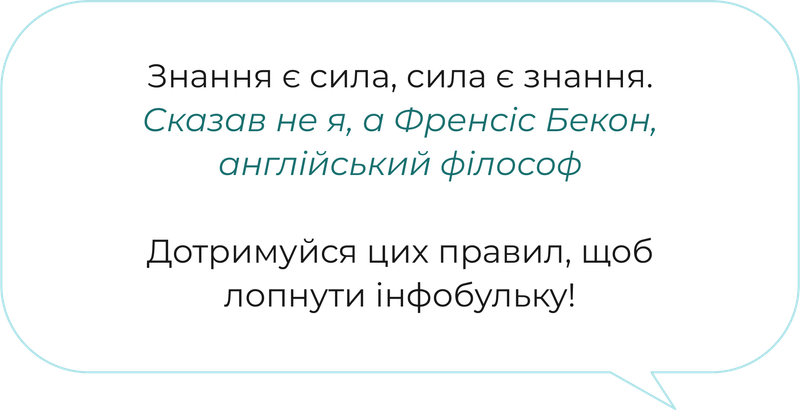 Знання є сила, сила є знання.
Сказав не я, а Френсіс Бекон,
англійський філософ
Дотримуйся цих правил, щоб
лопнути інфобульку!